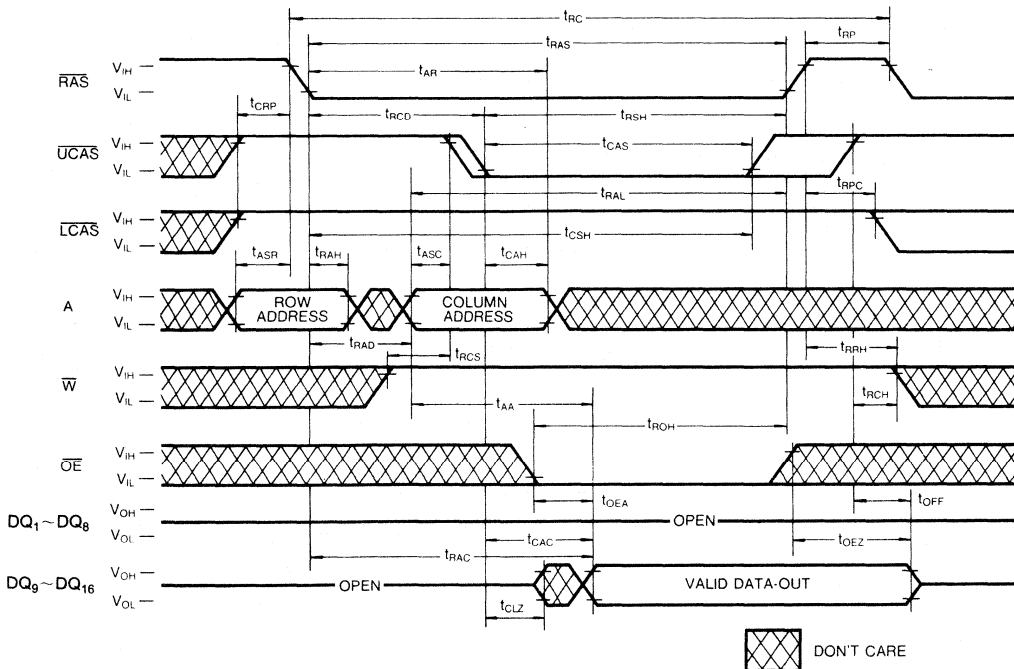 tRC
tRP
tRAS
tAR
RAS
VIH
VIL
tCRP
tRCD
tRSH
UCAS
VIH
VIL
tCAS
tRAL
tRPC
LCAS
VIH
VIL
tCSH
tASR
tRAH
tASC
tCAH
A
VIH
VIL
ROW
ADDRESS
COLUMN
ADDRESS
tRAD
tRCS
tRRH
W
VIH
VIL
tRCH
tAA
tROH
OE
ViH
VIL
tOEA
tOFF
DQ1~DQ8
VOH
VOL
OPEN
tCAC
tOEZ
tRAC
DQ9~DQ16
VOH
VOL
OPEN
VALID DATA-OUT
tCLZ
DON'T CARE